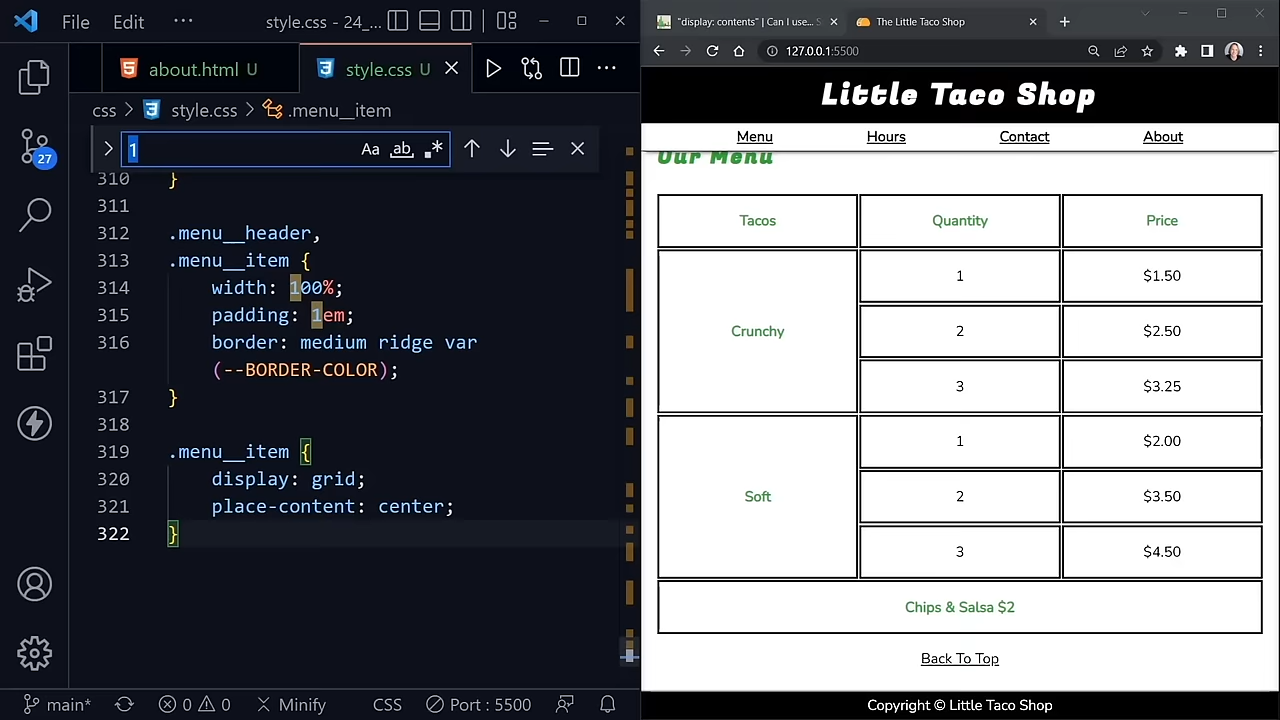 File Edit ··· style.css - 24_...
about.html U style.css U
css > style.css > .menu__item
1 Aa ab .*
310 }
311
312 .menu__header,
313 .menu__item {
314 width: 100%;
315 padding: 1em;
316 border: medium ridge var
(--BORDER-COLOR);
317 }
318
319 .menu__item {
320 display: grid;
321 place-content: center;
322 }
27
main* 0 0 Minify CSS Port : 5500
"display: contents" | Can I use... S
The Little Taco Shop
127.0.0.1:5500
Little Taco Shop
Menu Hours Contact About
Our Menu
Tacos Quantity Price
Crunchy
1 $1.50
2 $2.50
3 $3.25
Soft
1 $2.00
2 $3.50
3 $4.50
Chips & Salsa $2
Back To Top
Copyright © Little Taco Shop